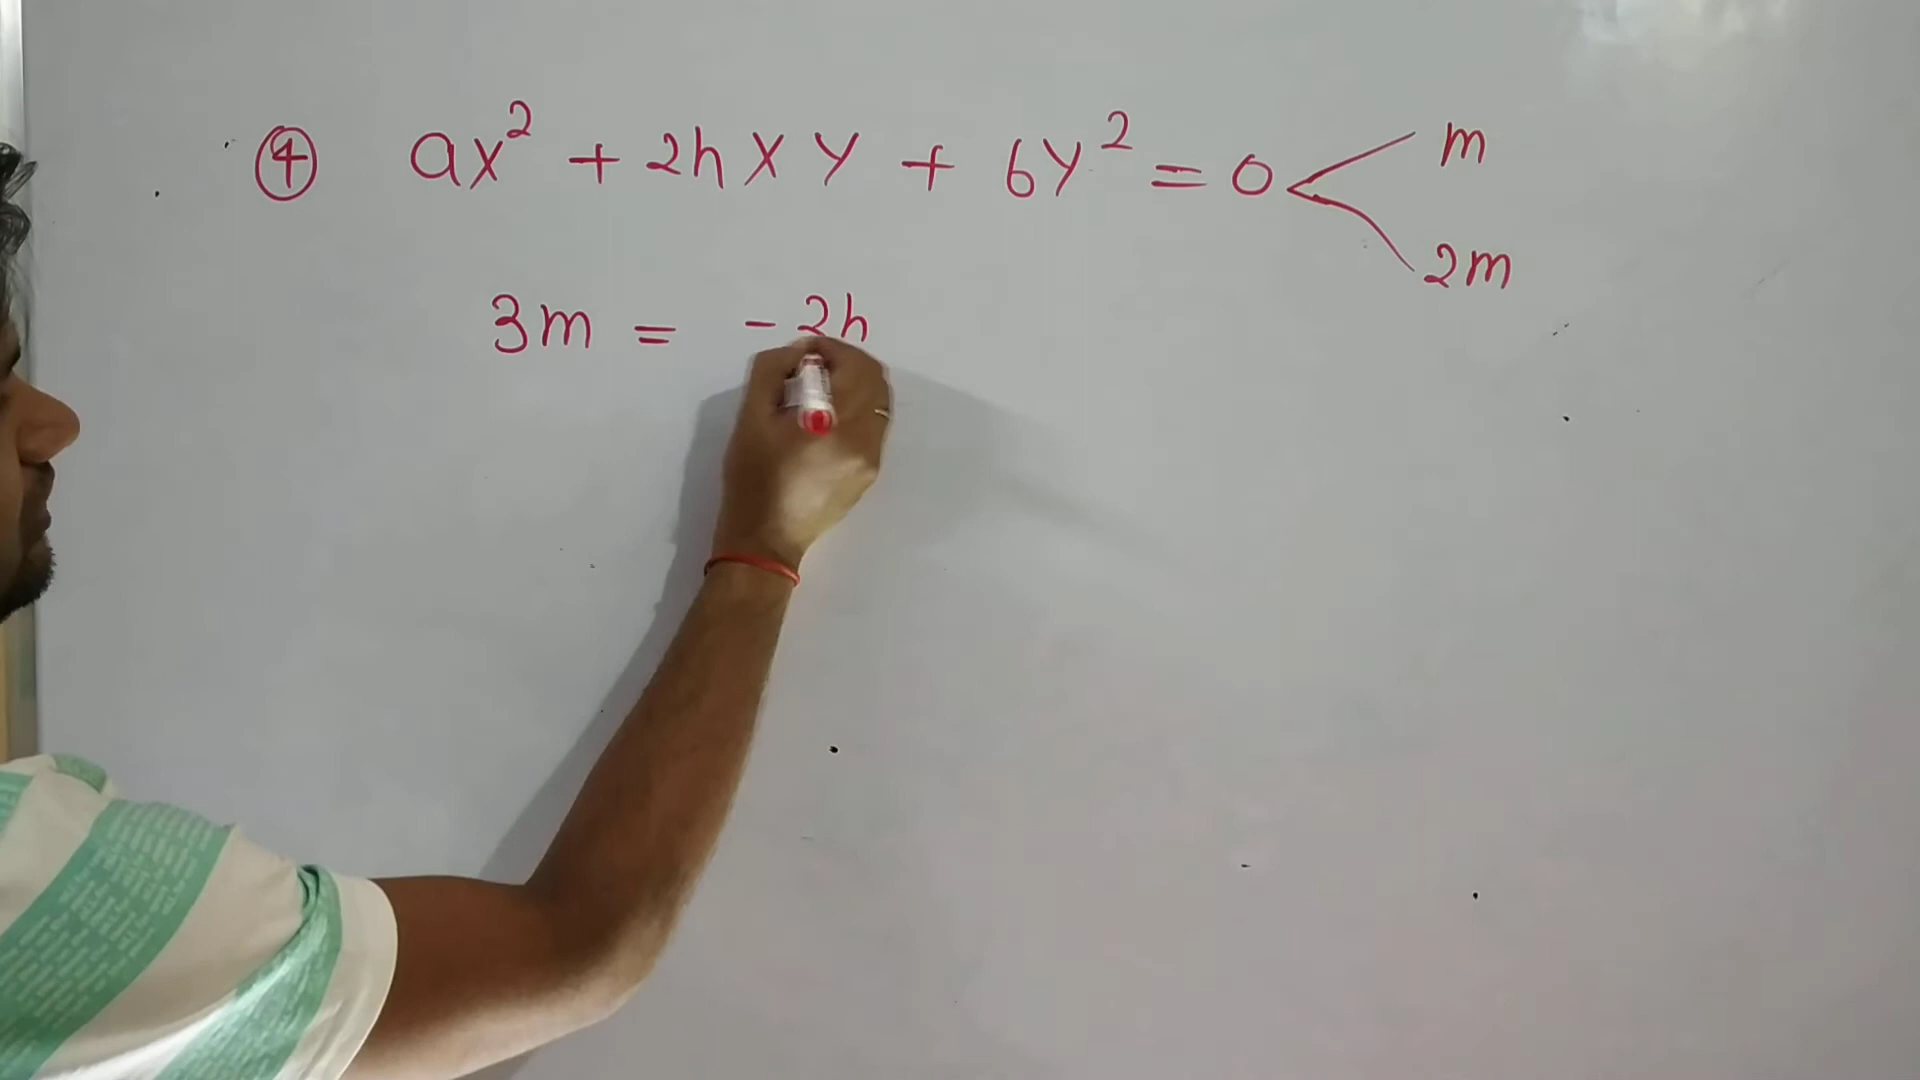 ④ ax² + 2hxy + by² = 0 < m
2m
3m = - 2h